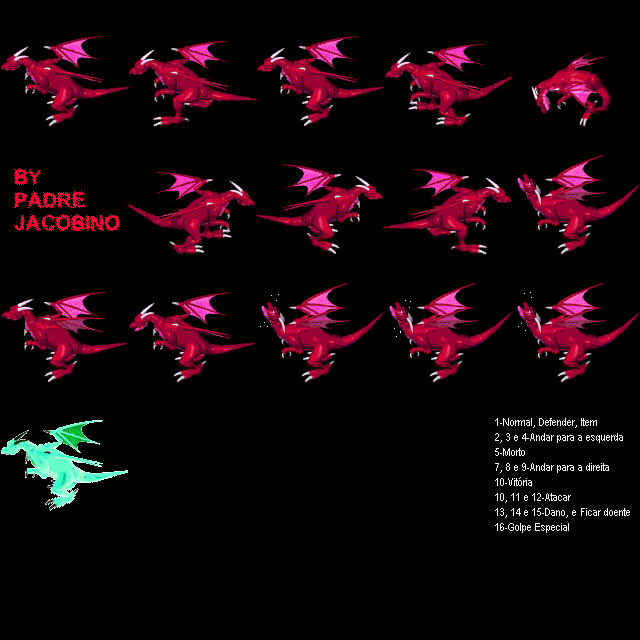 BY
PADRE
JACOBINO
1-Normal, Defender, Item
2, 3 e 4-Andar para a esquerda
5-Morto
7, 8 e 9-Andar para a direita
10-Vitória
10, 11 e 12-Atacar
13, 14 e 15-Dano, e Ficar doente
16-Golpe Especial